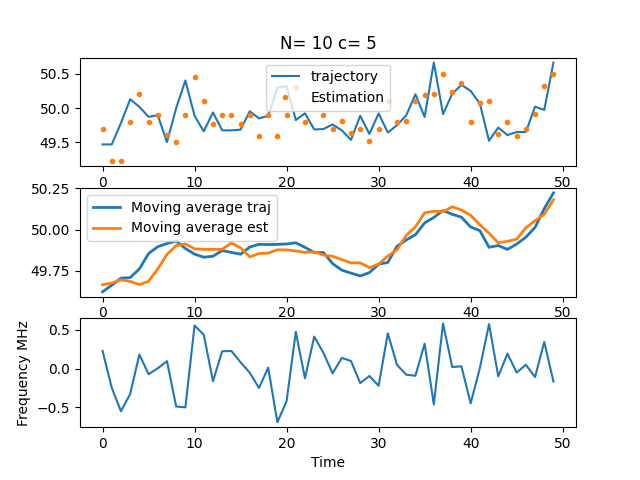 N= 10 c= 5
50.5
50.0
49.5
trajectory
Estimation
0 10 20 30 40 50
50.25
50.00
49.75
Moving average traj
Moving average est
0 10 20 30 40 50
Frequency MHz
0.5
0.0
−0.5
0 10 20 30 40 50
Time